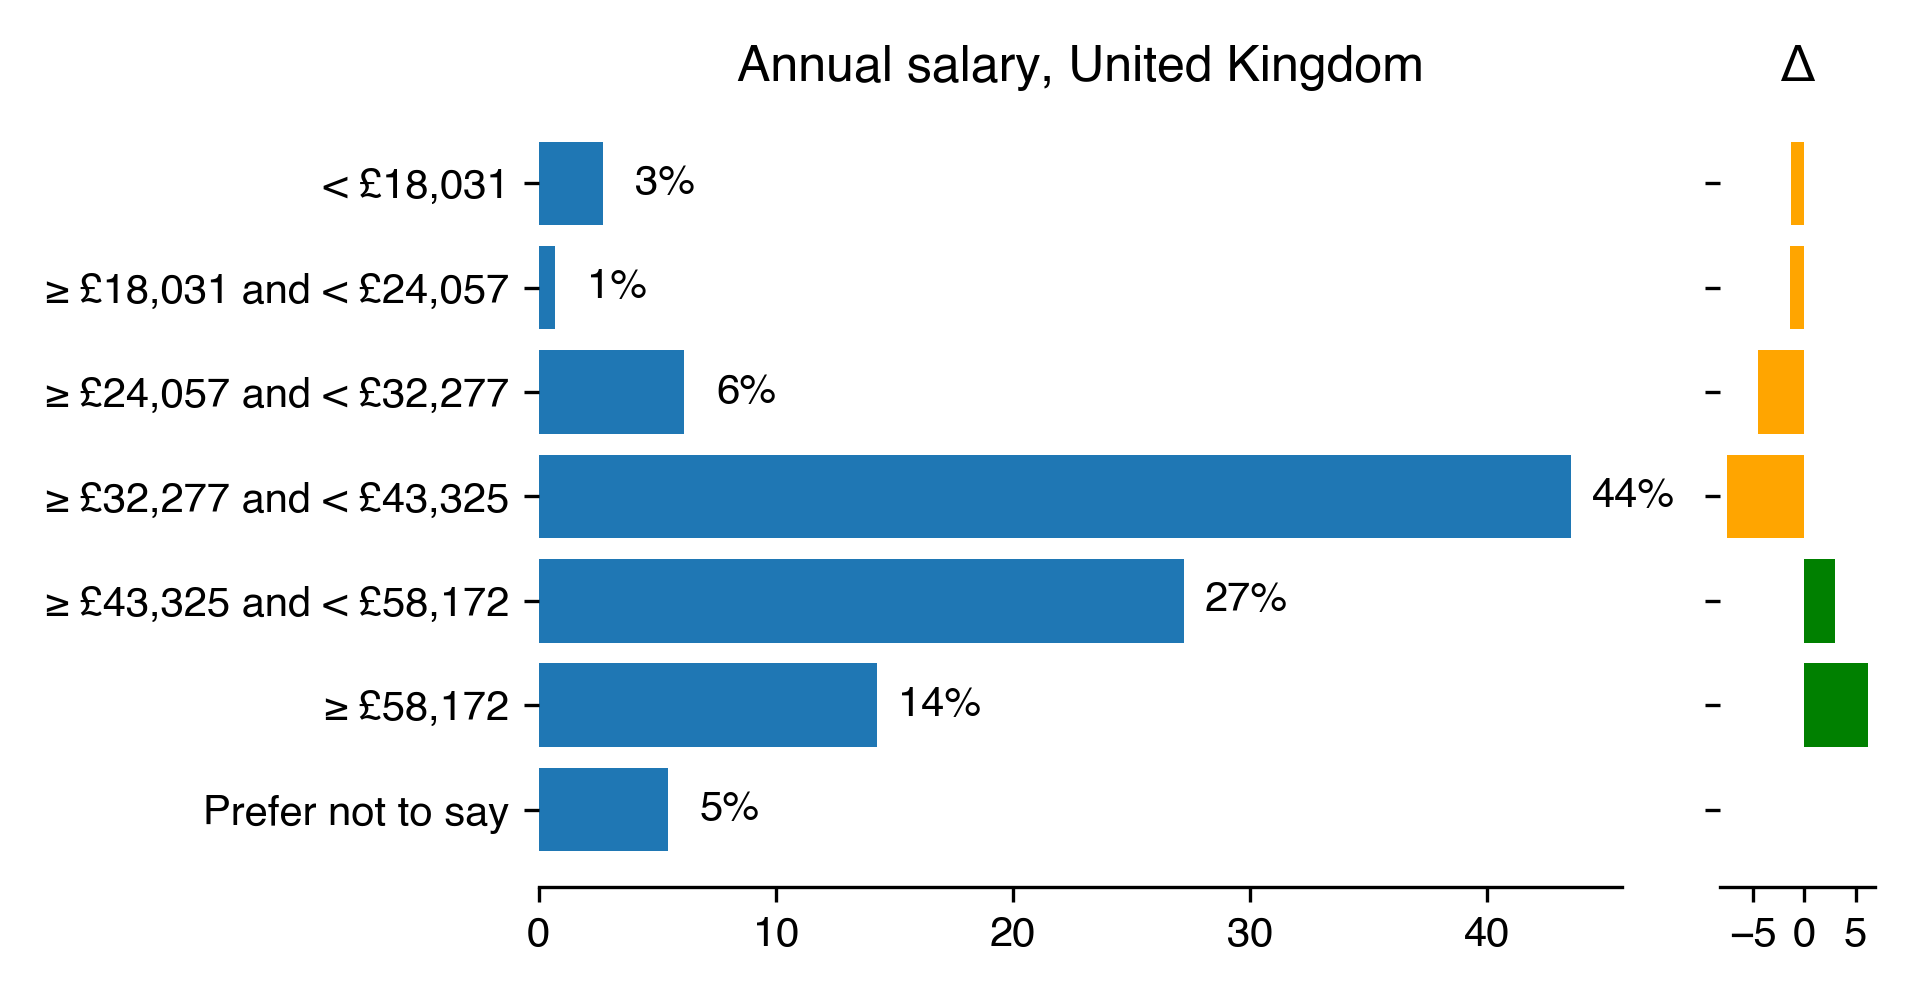 Annual salary, United Kingdom Δ
< £18,031 3%
≥ £18,031 and < £24,057 1%
≥ £24,057 and < £32,277 6%
≥ £32,277 and < £43,325 44%
≥ £43,325 and < £58,172 27%
≥ £58,172 14%
Prefer not to say 5%
0 10 20 30 40 −5 0 5